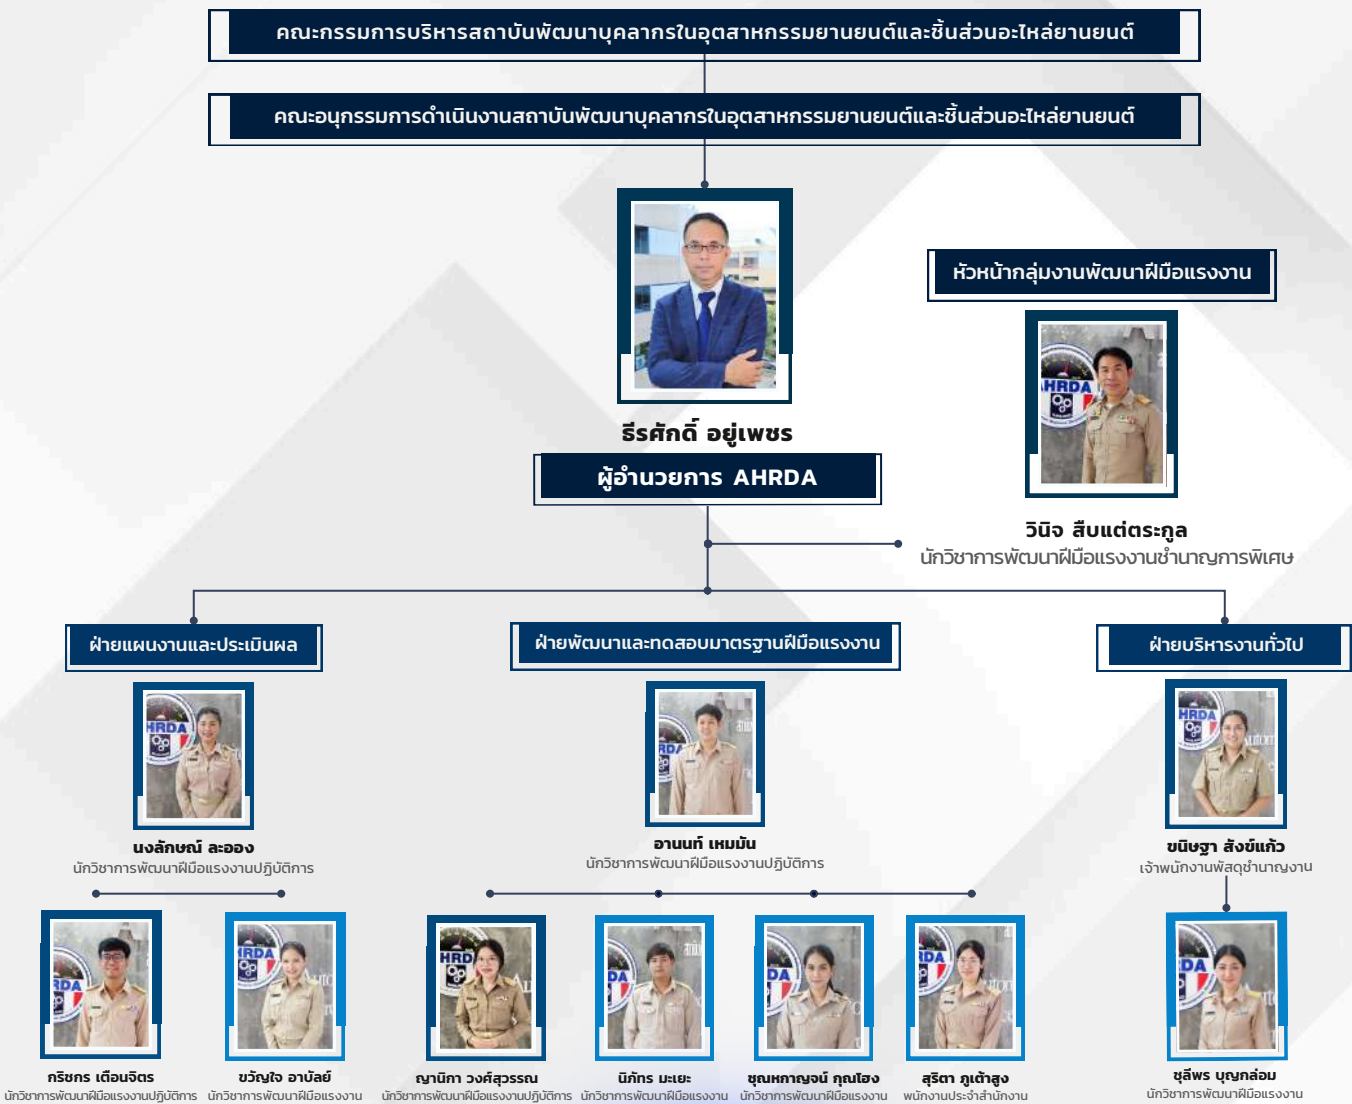 คณะกรรมการบริหารสถาบันพัฒนาบุคลากรในอุตสาหกรรมยานยนต์และชิ้นส่วนอะไหล่ยานยนต์
คณะอนุกรรมการดำเนินงานสถาบันพัฒนาบุคลากรในอุตสาหกรรมยานยนต์และชิ้นส่วนอะไหล่ยานยนต์
ธีรศักดิ์ อยู่เพชร
ผู้อำนวยการ AHRDA
หัวหน้ากลุ่มงานพัฒนาฝีมือแรงงาน
วินิจ สืบแต่ตระกูล
นักวิชาการพัฒนาฝีมือแรงงานชำนาญการพิเศษ
ฝ่ายแผนงานและประเมินผล
นงลักษณ์ ละออง
นักวิชาการพัฒนาฝีมือแรงงานปฏิบัติการ
กริชกร เตือนจิตร
นักวิชาการพัฒนาฝีมือแรงงานปฏิบัติการ
ขวัญใจ อาบัลย์
นักวิชาการพัฒนาฝีมือแรงงาน
ฝ่ายพัฒนาและทดสอบมาตรฐานฝีมือแรงงาน
อานนท์ เหมมัน
นักวิชาการพัฒนาฝีมือแรงงานปฏิบัติการ
ญานิกา วงศ์สุวรรณ
นักวิชาการพัฒนาฝีมือแรงงานปฏิบัติการ
นิภัทร มะเยะ
นักวิชาการพัฒนาฝีมือแรงงาน
ชุณหกาญจน์ กุณโฮง
นักวิชาการพัฒนาฝีมือแรงงาน
สุริตา ภูเต้าสูง
พนักงานประจำสำนักงาน
ฝ่ายบริหารงานทั่วไป
ขนิษฐา สังข์แก้ว
เจ้าพนักงานพัสดุชำนาญงาน
ชุลีพร บุญกล่อม
นักวิชาการพัฒนาฝีมือแรงงาน